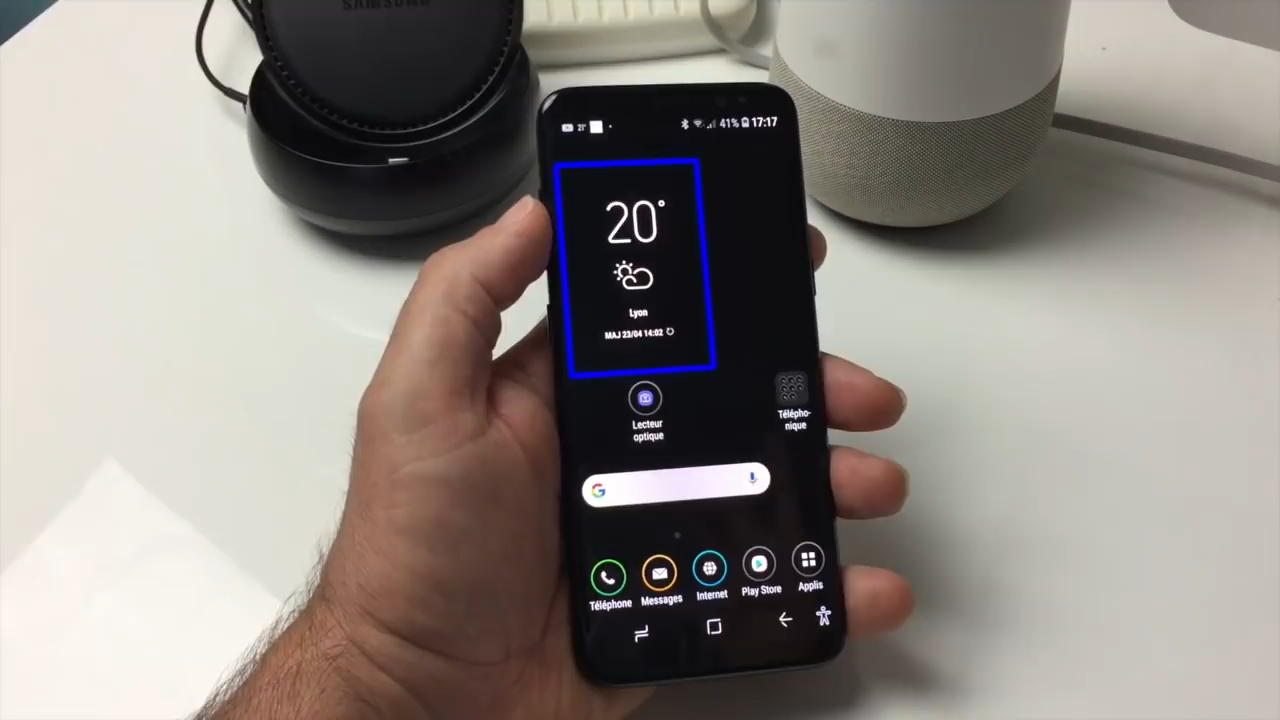 SAMSUNG
21° 41% 17:17
20°
Lyon
MAJ 23/04 14:02
Lecteur
optique
Télépho-
nique
G
Téléphone Messages Internet Play Store Applis